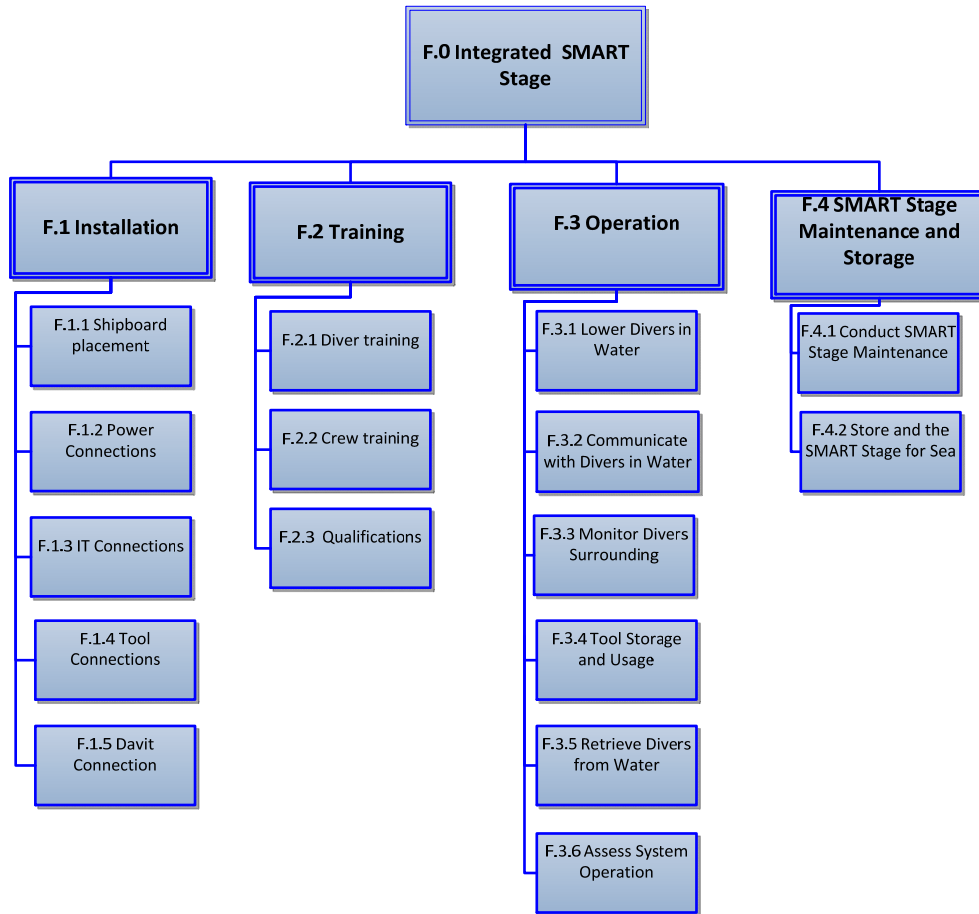 F.0 Integrated SMART
Stage
F.1 Installation
F.1.1 Shipboard
placement
F.1.2 Power
Connections
F.1.3 IT Connections
F.1.4 Tool
Connections
F.1.5 Davit
Connection
F.2 Training
F.2.1 Diver training
F.2.2 Crew training
F.2.3 Qualifications
F.3 Operation
F.3.1 Lower Divers in
Water
F.3.2 Communicate
with Divers in Water
F.3.3 Monitor Divers
Surrounding
F.3.4 Tool Storage
and Usage
F.3.5 Retrieve Divers
from Water
F.3.6 Assess System
Operation
F.4 SMART Stage
Maintenance and
Storage
F.4.1 Conduct SMART
Stage Maintenance
F.4.2 Store and the
SMART Stage for Sea